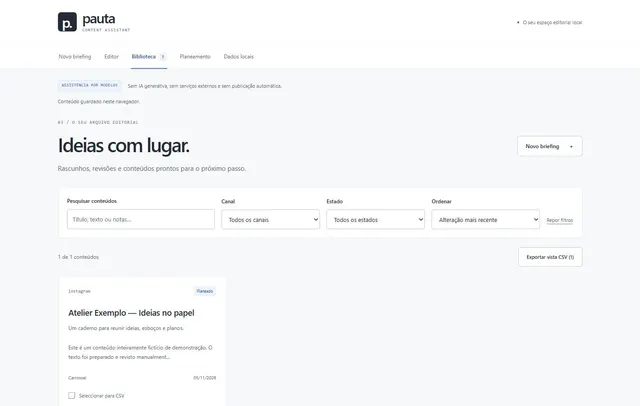 p.
pauta
CONTENT ASSISTANT
• O seu espaço editorial local
Novo briefing
Editor
Biblioteca 1
Planeamento
Dados locais
ASSISTÊNCIA POR MODELOS
Sem IA generativa, sem serviços externos e sem publicação automática.
Conteúdo guardado neste navegador.
03 / O SEU ARQUIVO EDITORIAL
Ideias com lugar.
Novo briefing +
Rascunhos, revisões e conteúdos prontos para o próximo passo.
Pesquisar conteúdos
Canal
Estado
Ordenar
Título, texto ou notas...
Todos os canais
Todos os estados
Alteração mais recente
Repor filtros
1 de 1 conteúdos
Exportar vista CSV (1)
Instagram
Planeado
Atelier Exemplo — Ideias no papel
Um caderno para reunir ideias, esboços e planos.
Este é um conteúdo inteiramente fictício de demonstração. O
texto foi preparado e revisto manualment...
Carrossel
05/11/2026
Seleccionar para CSV